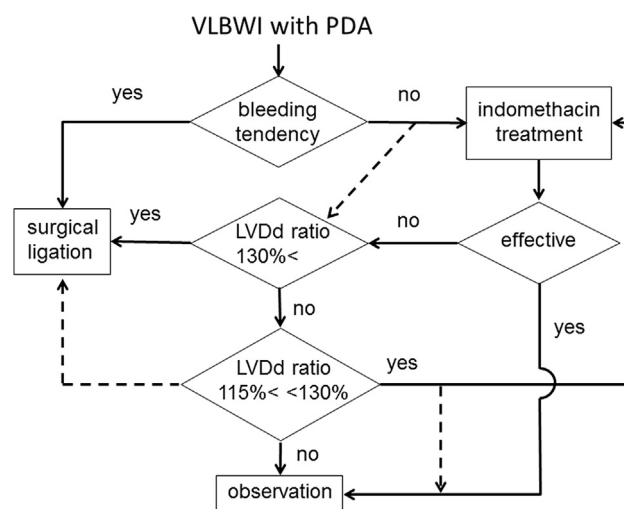 VLBWI with PDA
yes
bleeding
tendency
no
indomethacin
treatment
surgical
ligation
yes
LVDd ratio
130%<
no
effective
no
yes
LVDd ratio
115%< <130%
yes
no
observation